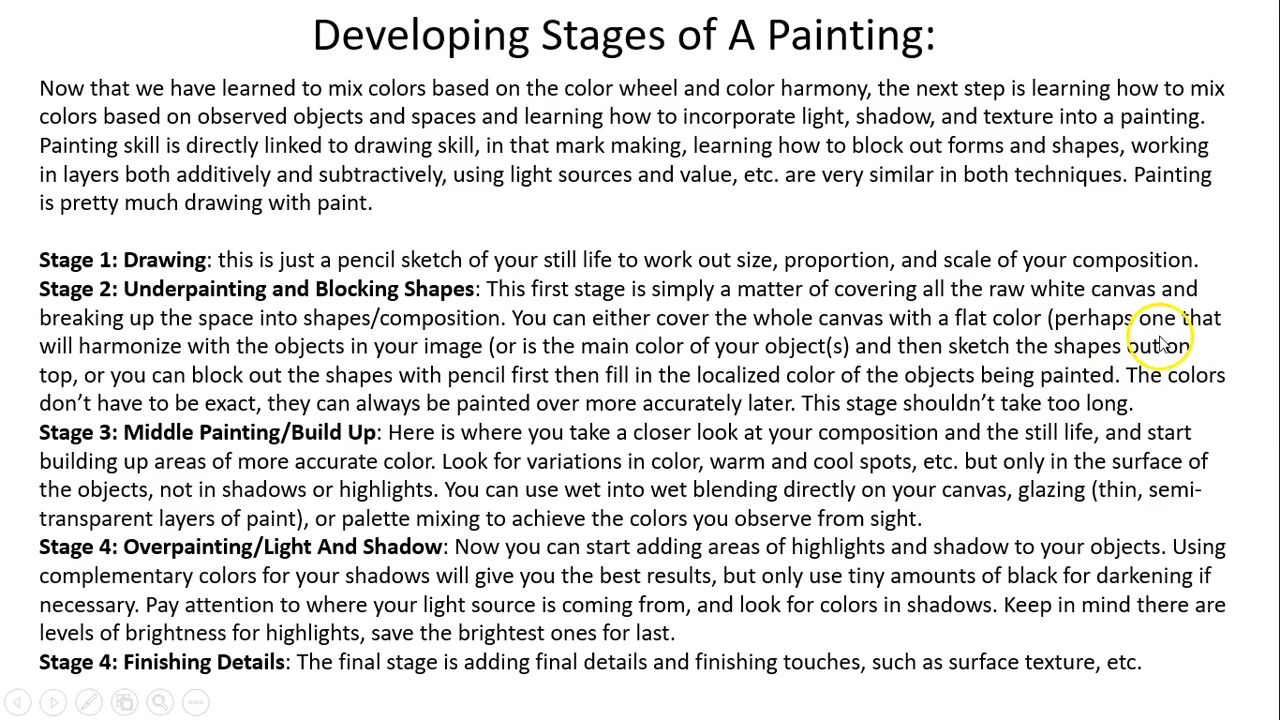 Developing Stages of A Painting:
Now that we have learned to mix colors based on the color wheel and color harmony, the next step is learning how to mix
colors based on observed objects and spaces and learning how to incorporate light, shadow, and texture into a painting.
Painting skill is directly linked to drawing skill, in that mark making, learning how to block out forms and shapes, working
in layers both additively and subtractively, using light sources and value, etc. are very similar in both techniques. Painting
is pretty much drawing with paint.
Stage 1: Drawing: this is just a pencil sketch of your still life to work out size, proportion, and scale of your composition.
Stage 2: Underpainting and Blocking Shapes: This first stage is simply a matter of covering all the raw white canvas and
breaking up the space into shapes/composition. You can either cover the whole canvas with a flat color (perhaps one that
will harmonize with the objects in your image (or is the main color of your object(s) and then sketch the shapes out on
top, or you can block out the shapes with pencil first then fill in the localized color of the objects being painted. The colors
don’t have to be exact, they can always be painted over more accurately later. This stage shouldn’t take too long.
Stage 3: Middle Painting/Build Up: Here is where you take a closer look at your composition and the still life, and start
building up areas of more accurate color. Look for variations in color, warm and cool spots, etc. but only in the surface of
the objects, not in shadows or highlights. You can use wet into wet blending directly on your canvas, glazing (thin, semi-
transparent layers of paint), or palette mixing to achieve the colors you observe from sight.
Stage 4: Overpainting/Light And Shadow: Now you can start adding areas of highlights and shadow to your objects. Using
complementary colors for your shadows will give you the best results, but only use tiny amounts of black for darkening if
necessary. Pay attention to where your light source is coming from, and look for colors in shadows. Keep in mind there are
levels of brightness for highlights, save the brightest ones for last.
Stage 4: Finishing Details: The final stage is adding final details and finishing touches, such as surface texture, etc.